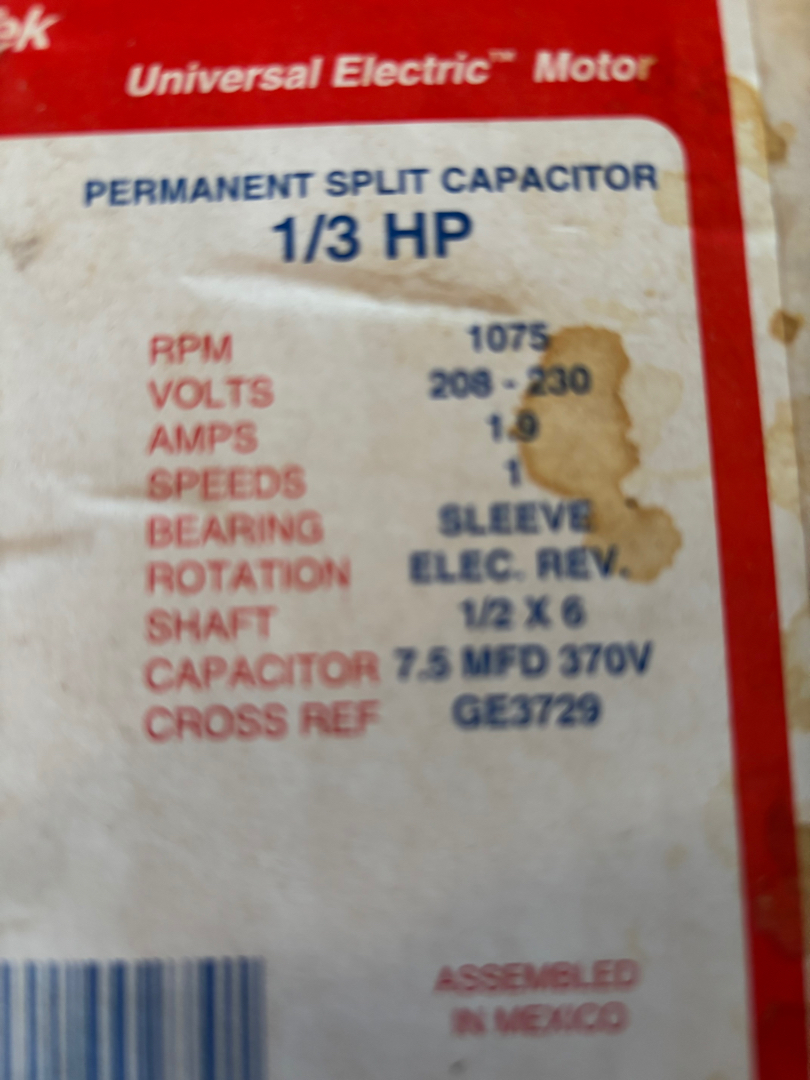 ek
Universal Electric™ Motor
PERMANENT SPLIT CAPACITOR
1/3 HP
RPM 1075
VOLTS 208 - 230
AMPS 1.9
SPEEDS 1
BEARING SLEEVE
ROTATION ELEC. REV.
SHAFT 1/2 X 6
CAPACITOR 7.5 MFD 370V
CROSS REF GE3729
ASSEMBLED
IN MEXICO